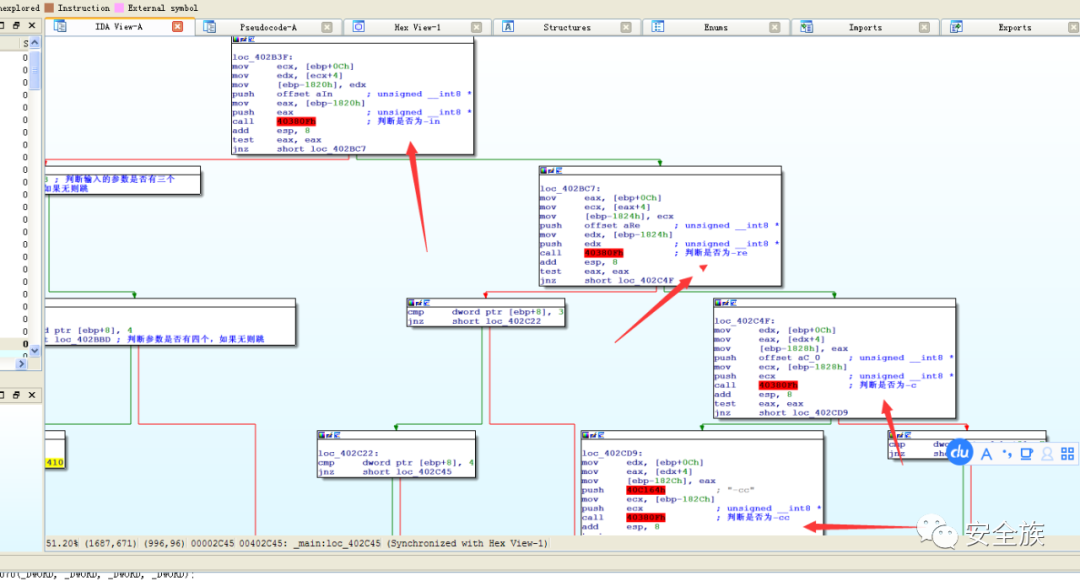 nexplored Instruction External symbol
IDA View-A Pseudocode-A Hex View-1 Structures Enums Imports Exports
loc_402B3F:
mov ecx, [ebp+0Ch]
mov edx, [ecx+4]
mov [ebp-1820h], edx
push offset aIn ; unsigned __int8 *
mov eax, [ebp-1820h]
push eax ; unsigned __int8 *
call 40380Fh ; 判断是否为-in
add esp, 8
test eax, eax
jnz short loc_402BC7
; 判断输入的参数是否有三个
如果无则跳
loc_402BC7:
mov eax, [ebp+0Ch]
mov ecx, [eax+4]
mov [ebp-1824h], ecx
push offset aRe ; unsigned __int8 *
mov edx, [ebp-1824h]
push edx ; unsigned __int8 *
call 40380Fh ; 判断是否为-re
add esp, 8
test eax, eax
jnz short loc_402C4F
d ptr [ebp+8], 4
t loc_402BBD ; 判断参数是否有四个，如果无则跳
cmp dword ptr [ebp+8], 3
jnz short loc_402C22
loc_402C4F:
mov edx, [ebp+0Ch]
mov eax, [edx+4]
mov [ebp-1828h], eax
push offset aC_0 ; unsigned __int8 *
mov ecx, [ebp-1828h]
push ecx ; unsigned __int8 *
call 40380Fh ; 判断是否为-c
add esp, 8
test eax, eax
jnz short loc_402CD9
410
loc_402C22:
cmp dword ptr [ebp+8], 4
jnz short loc_402C45
loc_402CD9:
mov edx, [ebp+0Ch]
mov eax, [edx+4]
mov [ebp-182Ch], eax
push ; "-cc"
mov ecx, [ebp-182Ch]
push ecx ; unsigned __int8 *
call 40380Fh ; 判断是否为-cc
add esp, 8
cmp
jnz
du
安全族
51.20% (1687,671) (996,96) 00002C45 00402C45: _main:loc_402C45 (Synchronized with Hex View-1)
_DWORD, _DWORD, _DWORD, _DWORD);